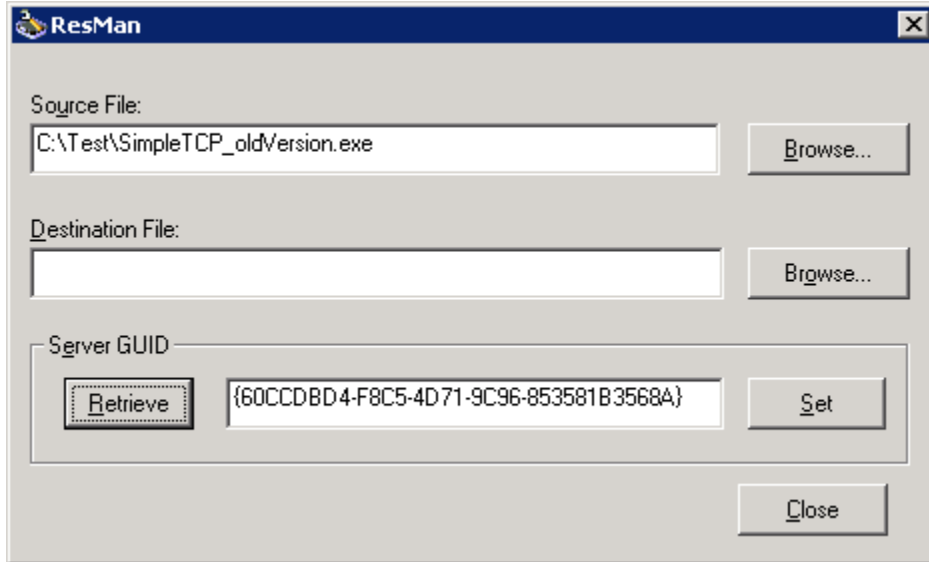 ResMan
Source File:
C:\Test\SimpleTCP_oldVersion.exe
Browse...
Destination File:
Browse...
Server GUID
Retrieve
{60CCDBD4-F8C5-4D71-9C96-853581B3568A}
Set
Close